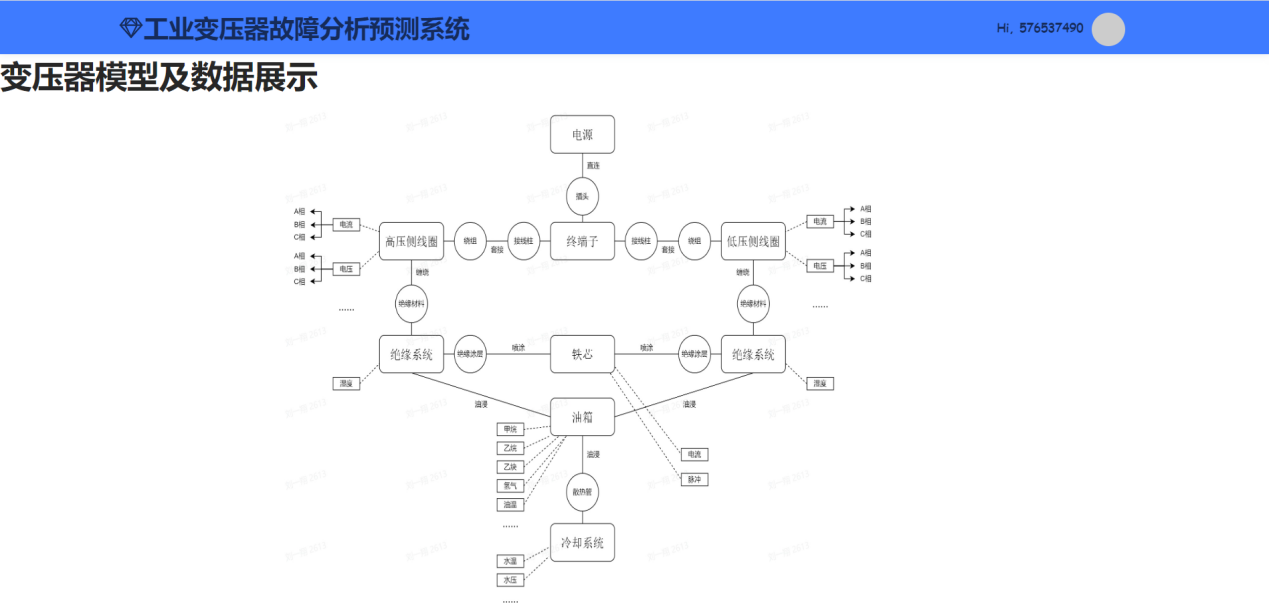 工业变压器故障分析预测系统
Hi, 576537490
变压器模型及数据展示
电源
直连
插头
A相
B相
C相
电流
高压侧线圈
绕组
套接
接线柱
终端子
接线柱
套接
绕组
低压侧线圈
电流
A相
B相
C相
A相
B相
C相
电压
缠绕
缠绕
电压
A相
B相
C相
......
绝缘材料
绝缘材料
......
绝缘系统
绝缘涂层
喷涂
铁芯
喷涂
绝缘涂层
绝缘系统
湿度
湿度
油浸
油箱
油浸
甲烷
乙烷
乙炔
氢气
油温
......
油浸
电流
脉冲
散热管
冷却系统
水温
水压
......